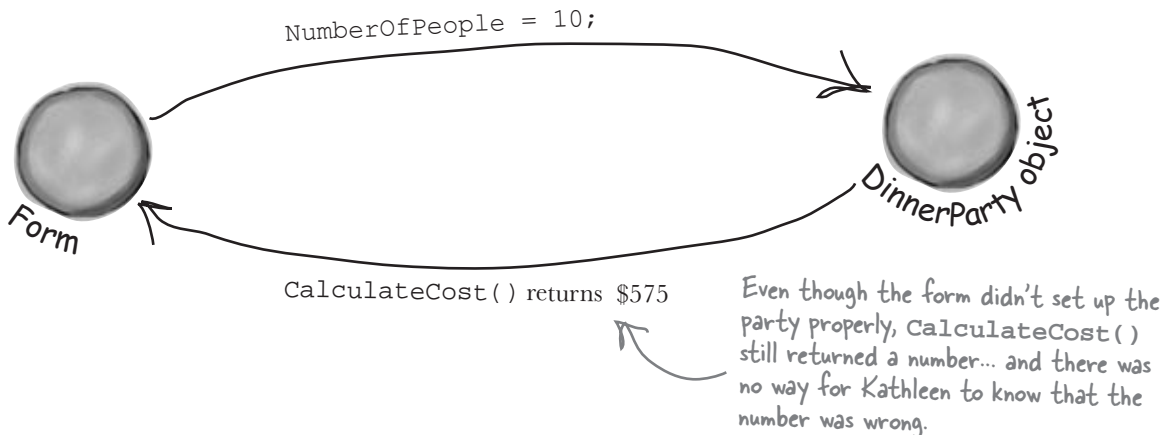 NumberOfPeople = 10;
Form
DinnerParty object
CalculateCost() returns $575
Even though the form didn't set up the
party properly, CalculateCost()
still returned a number... and there was
no way for Kathleen to know that the
number was wrong.